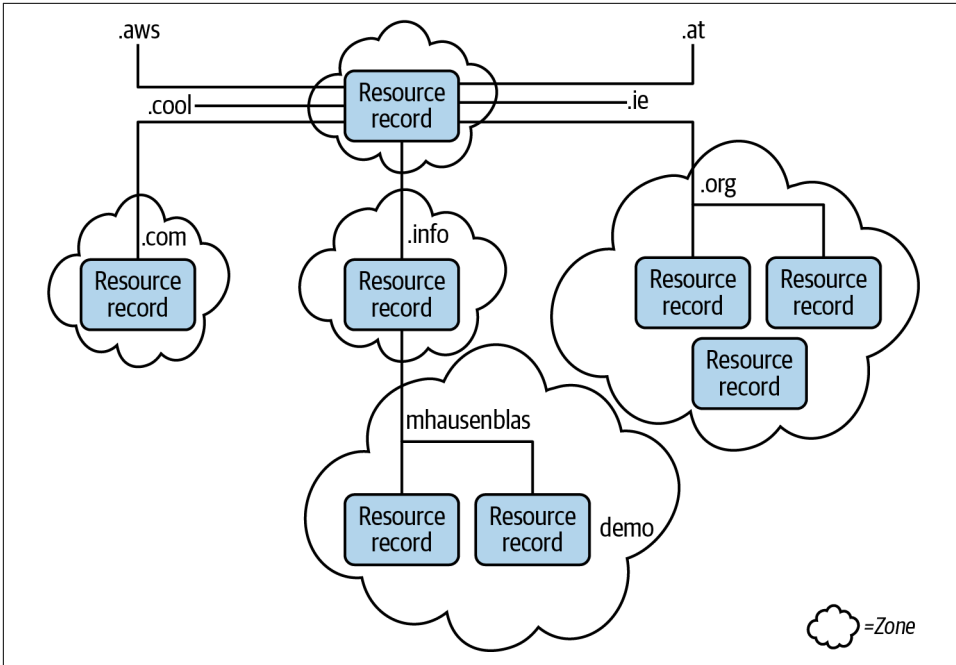 .aws
.at
Resource
record
.cool
.ie
.org
.com
.info
Resource
record
Resource
record
Resource
record
Resource
record
Resource
record
mhausenblas
Resource
record
Resource
record
demo
=Zone